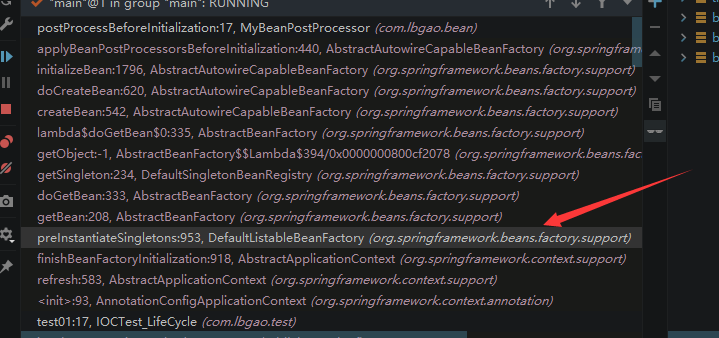 "main"@1 in group "main": RUNNING
postProcessBeforeInitialization:17, MyBeanPostProcessor (com.lbgao.bean)
applyBeanPostProcessorsBeforeInitialization:440, AbstractAutowireCapableBeanFactory
initializeBean:1796, AbstractAutowireCapableBeanFactory (org.springframework.beans.factory.support)
doCreateBean:620, AbstractAutowireCapableBeanFactory (org.springframework.beans.factory.support)
createBean:542, AbstractAutowireCapableBeanFactory (org.springframework.beans.factory.support)
lambda$doGetBean$0:335, AbstractBeanFactory (org.springframework.beans.factory.support)
getObject:-1, AbstractBeanFactory$$Lambda$394/0x0000000800cf2078 (org.springframework.beans.fac
getSingleton:234, DefaultSingletonBeanRegistry (org.springframework.beans.factory.support)
doGetBean:333, AbstractBeanFactory (org.springframework.beans.factory.support)
getBean:208, AbstractBeanFactory (org.springframework.beans.factory.support)
preInstantiateSingletons:953, DefaultListableBeanFactory (org.springframework.beans.factory.support)
finishBeanFactoryInitialization:918, AbstractApplicationContext (org.springframework.context.support)
refresh:583, AbstractApplicationContext (org.springframework.context.support)
<init>:93, AnnotationConfigApplicationContext (org.springframework.context.annotation)
test01:17, IOCTest_LifeCycle (com.lbgao.test)